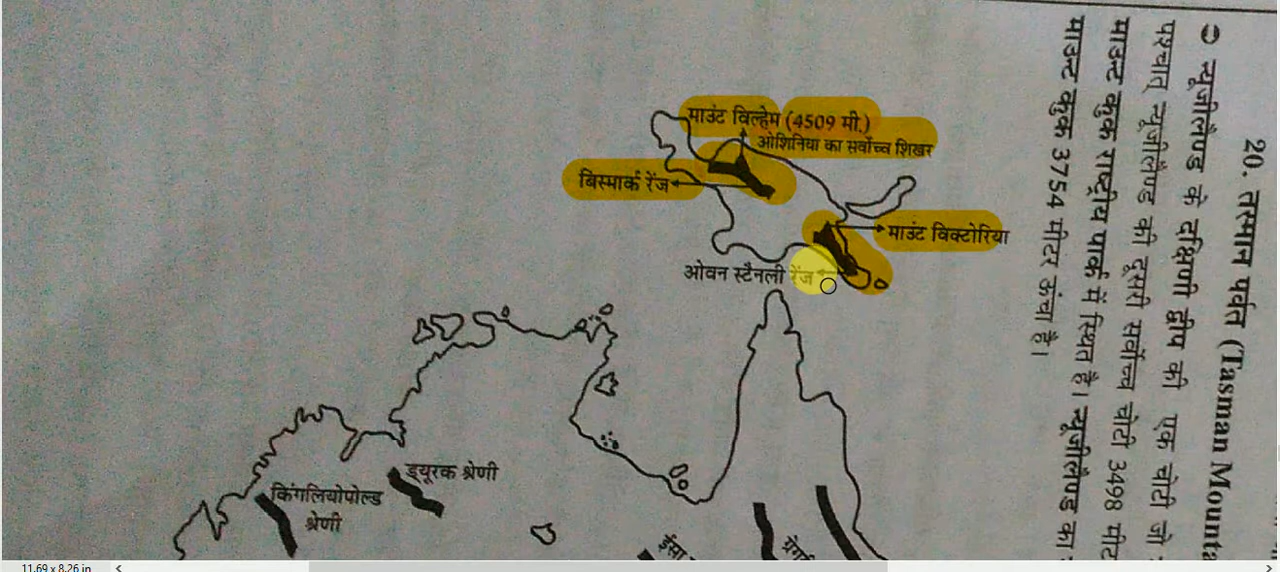 माउंट विल्हेम (4509 मी.)
ओशिनिया का सर्वोच्च शिखर
बिस्मार्क रेंज
माउंट विक्टोरिया
ओवन स्टैनली रेंज
ड्यूरक श्रेणी
किंगलियोपोल्ड
श्रेणी
ईसा
ग्रेग
20. तस्मान पर्वत (Tasman Mounta
➲ न्यूजीलैण्ड के दक्षिणी द्वीप की एक चोटी जो
पश्चात् न्यूजीलैण्ड की दूसरी सर्वोच्च चोटी 3498 मीट
माउन्ट कुक राष्ट्रीय पार्क में स्थित है। न्यूजीलैण्ड का
माउन्ट कुक 3754 मीटर ऊंचा है।
11.69 x 8.26 in